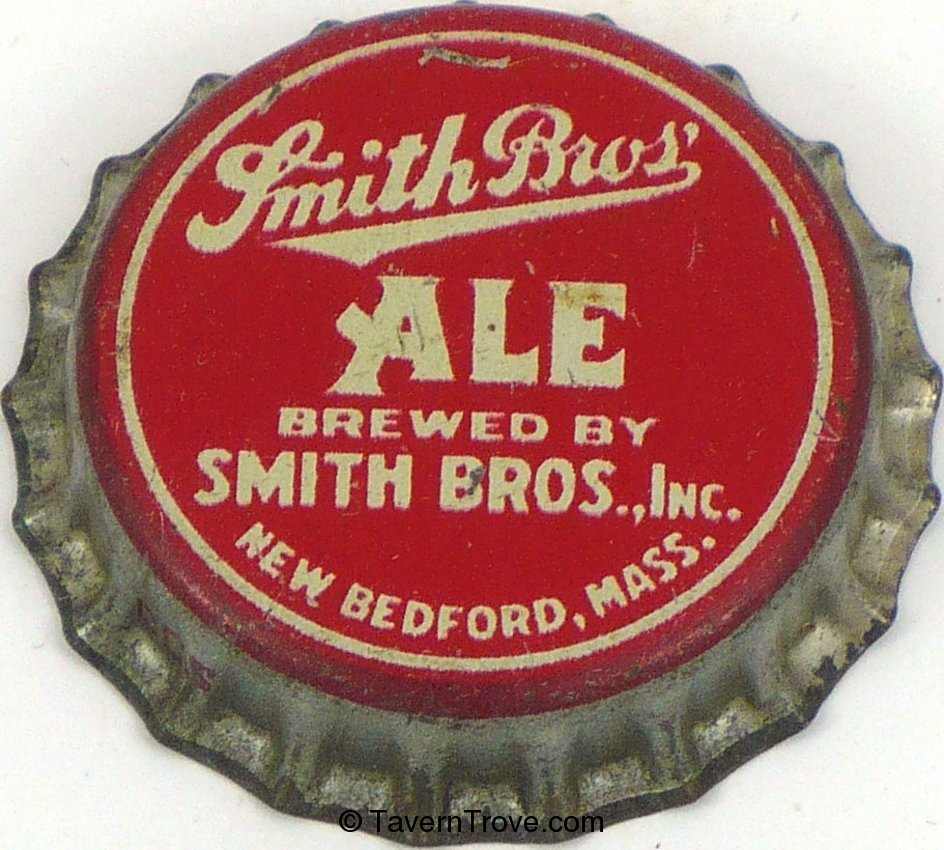 Smith Bros'
ALE
BREWED BY
SMITH BROS., INC.
NEW BEDFORD, MASS.
© TavernTrove.com